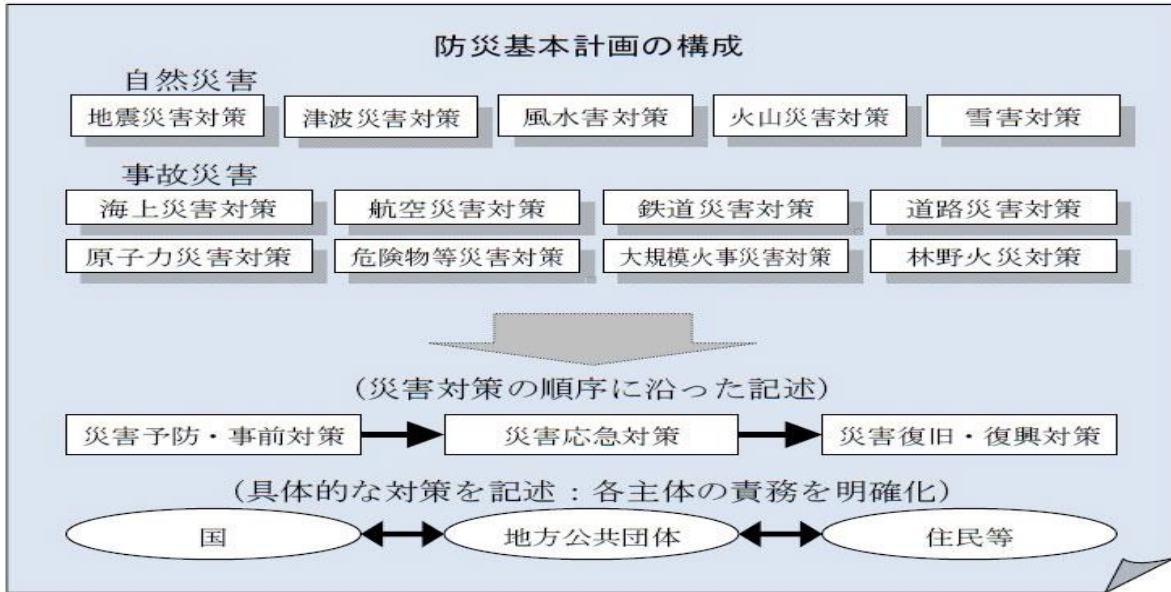 防災基本計画の構成
自然災害
地震災害対策 津波災害対策 風水害対策 火山災害対策 雪害対策
事故災害
海上災害対策 航空災害対策 鉄道災害対策 道路災害対策
原子力災害対策 危険物等災害対策 大規模火事災害対策 林野火災対策
(災害対策の順序に沿った記述)
災害予防・事前対策 災害応急対策 災害復旧・復興対策
(具体的な対策を記述：各主体の責務を明確化)
国 地方公共団体 住民等